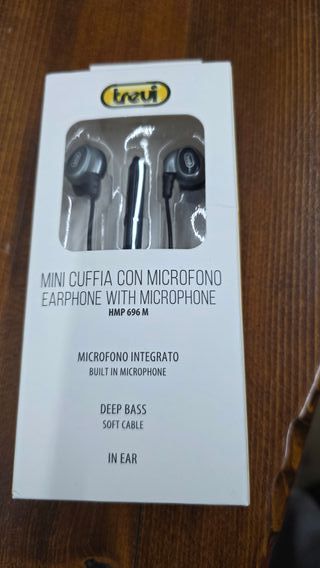 trevi
MINI CUFFIA CON MICROFONO
EARPHONE WITH MICROPHONE
HMP 696 M
MICROFONO INTEGRATO
BUILT IN MICROPHONE
DEEP BASS
SOFT CABLE
IN EAR